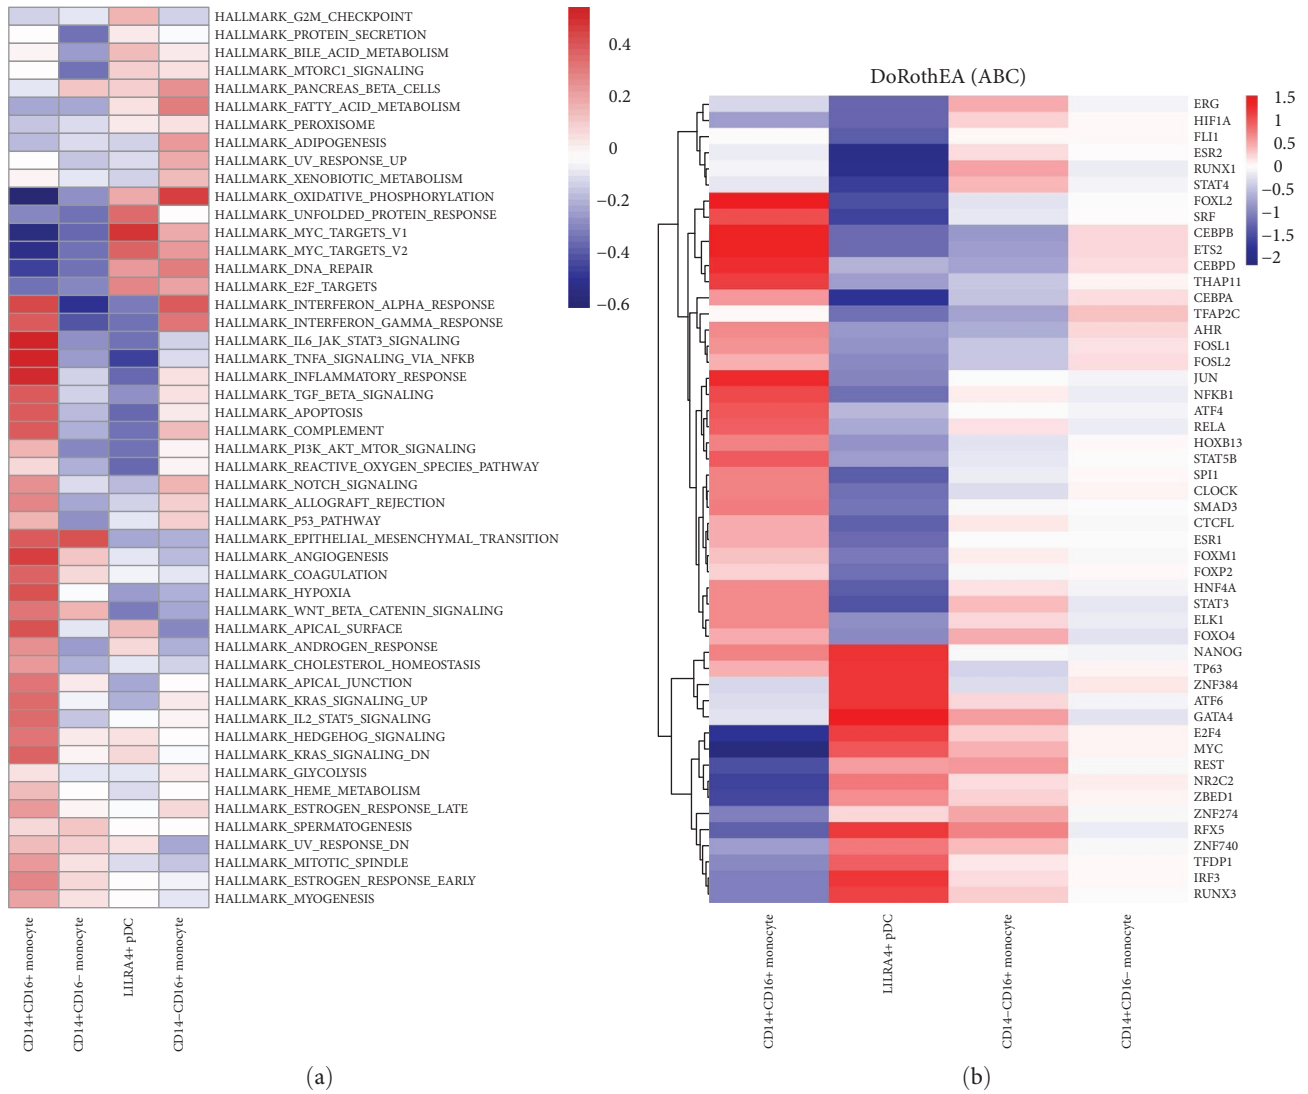 HALLMARK_G2M_CHECKPOINT
HALLMARK_PROTEIN_SECRETION
HALLMARK_BILE_ACID_METABOLISM
HALLMARK_MTORC1_SIGNALING
HALLMARK_PANCREAS_BETA_CELLS
HALLMARK_FATTY_ACID_METABOLISM
HALLMARK_PEROXISOME
HALLMARK_ADIPOGENESIS
HALLMARK_UV_RESPONSE_UP
HALLMARK_XENOBIOTIC_METABOLISM
HALLMARK_OXIDATIVE_PHOSPHORYLATION
HALLMARK_UNFOLDED_PROTEIN_RESPONSE
HALLMARK_MYC_TARGETS_V1
HALLMARK_MYC_TARGETS_V2
HALLMARK_DNA_REPAIR
HALLMARK_E2F_TARGETS
HALLMARK_INTERFERON_ALPHA_RESPONSE
HALLMARK_INTERFERON_GAMMA_RESPONSE
HALLMARK_IL6_JAK_STAT3_SIGNALING
HALLMARK_TNFA_SIGNALING_VIA_NFKB
HALLMARK_INFLAMMATORY_RESPONSE
HALLMARK_TGF_BETA_SIGNALING
HALLMARK_APOPTOSIS
HALLMARK_COMPLEMENT
HALLMARK_PI3K_AKT_MTOR_SIGNALING
HALLMARK_REACTIVE_OXYGEN_SPECIES_PATHWAY
HALLMARK_NOTCH_SIGNALING
HALLMARK_ALLOGRAFT_REJECTION
HALLMARK_P53_PATHWAY
HALLMARK_EPITHELIAL_MESENCHYMAL_TRANSITION
HALLMARK_ANGIOGENESIS
HALLMARK_COAGULATION
HALLMARK_HYPOXIA
HALLMARK_WNT_BETA_CATENIN_SIGNALING
HALLMARK_APICAL_SURFACE
HALLMARK_ANDROGEN_RESPONSE
HALLMARK_CHOLESTEROL_HOMEOSTASIS
HALLMARK_APICAL_JUNCTION
HALLMARK_KRAS_SIGNALING_UP
HALLMARK_IL2_STAT5_SIGNALING
HALLMARK_HEDGEHOG_SIGNALING
HALLMARK_KRAS_SIGNALING_DN
HALLMARK_GLYCOLYSIS
HALLMARK_HEME_METABOLISM
HALLMARK_ESTROGEN_RESPONSE_LATE
HALLMARK_SPERMATOGENESIS
HALLMARK_UV_RESPONSE_DN
HALLMARK_MITOTIC_SPINDLE
HALLMARK_ESTROGEN_RESPONSE_EARLY
HALLMARK_MYOGENESIS
0.4
0.2
0
−0.2
−0.4
−0.6
CD14+CD16+ monocyte
CD14+CD16− monocyte
LILRA4+ pDC
CD14−CD16+ monocyte
(a)
DoRothEA (ABC)
ERG
HIF1A
FLI1
ESR2
RUNX1
STAT4
FOXL2
SRF
CEBPB
ETS2
CEBPD
THAP11
CEBPA
TFAP2C
AHR
FOSL1
FOSL2
JUN
NFKB1
ATF4
RELA
HOXB13
STAT5B
SPI1
CLOCK
SMAD3
CTCFL
ESR1
FOXM1
FOXP2
HNF4A
STAT3
ELK1
FOXO4
NANOG
TP63
ZNF384
ATF6
GATA4
E2F4
MYC
REST
NR2C2
ZBED1
ZNF274
RFX5
ZNF740
TFDP1
IRF3
RUNX3
1.5
1
0.5
0
−0.5
−1
−1.5
−2
CD14+CD16+ monocyte
LILRA4+ pDC
CD14−CD16+ monocyte
CD14+CD16− monocyte
(b)